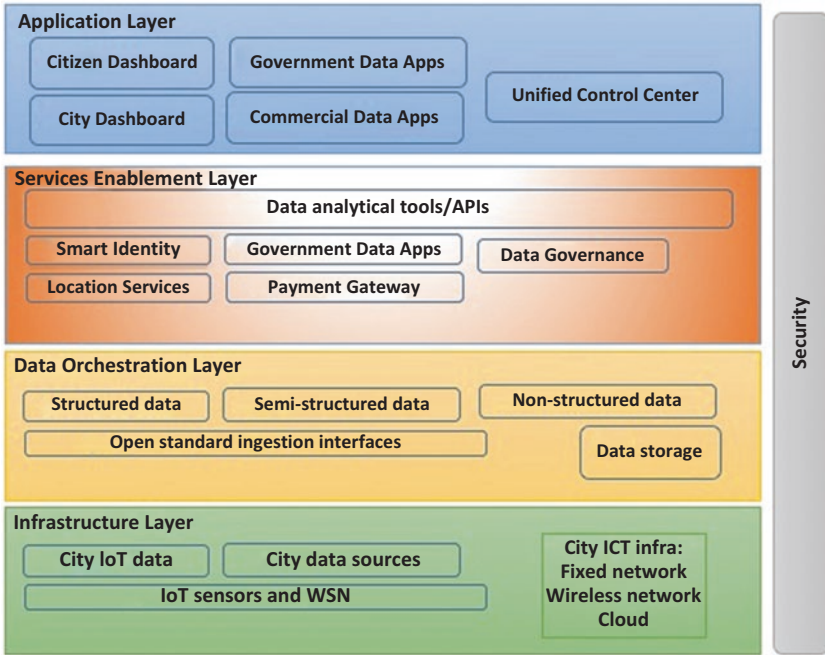 Application Layer
Citizen Dashboard
Government Data Apps
Unified Control Center
City Dashboard
Commercial Data Apps
Services Enablement Layer
Data analytical tools/APIs
Smart Identity
Government Data Apps
Data Governance
Location Services
Payment Gateway
Data Orchestration Layer
Structured data
Semi-structured data
Non-structured data
Open standard ingestion interfaces
Data storage
Infrastructure Layer
City IoT data
City data sources
IoT sensors and WSN
City ICT infra:
Fixed network
Wireless network
Cloud
Security